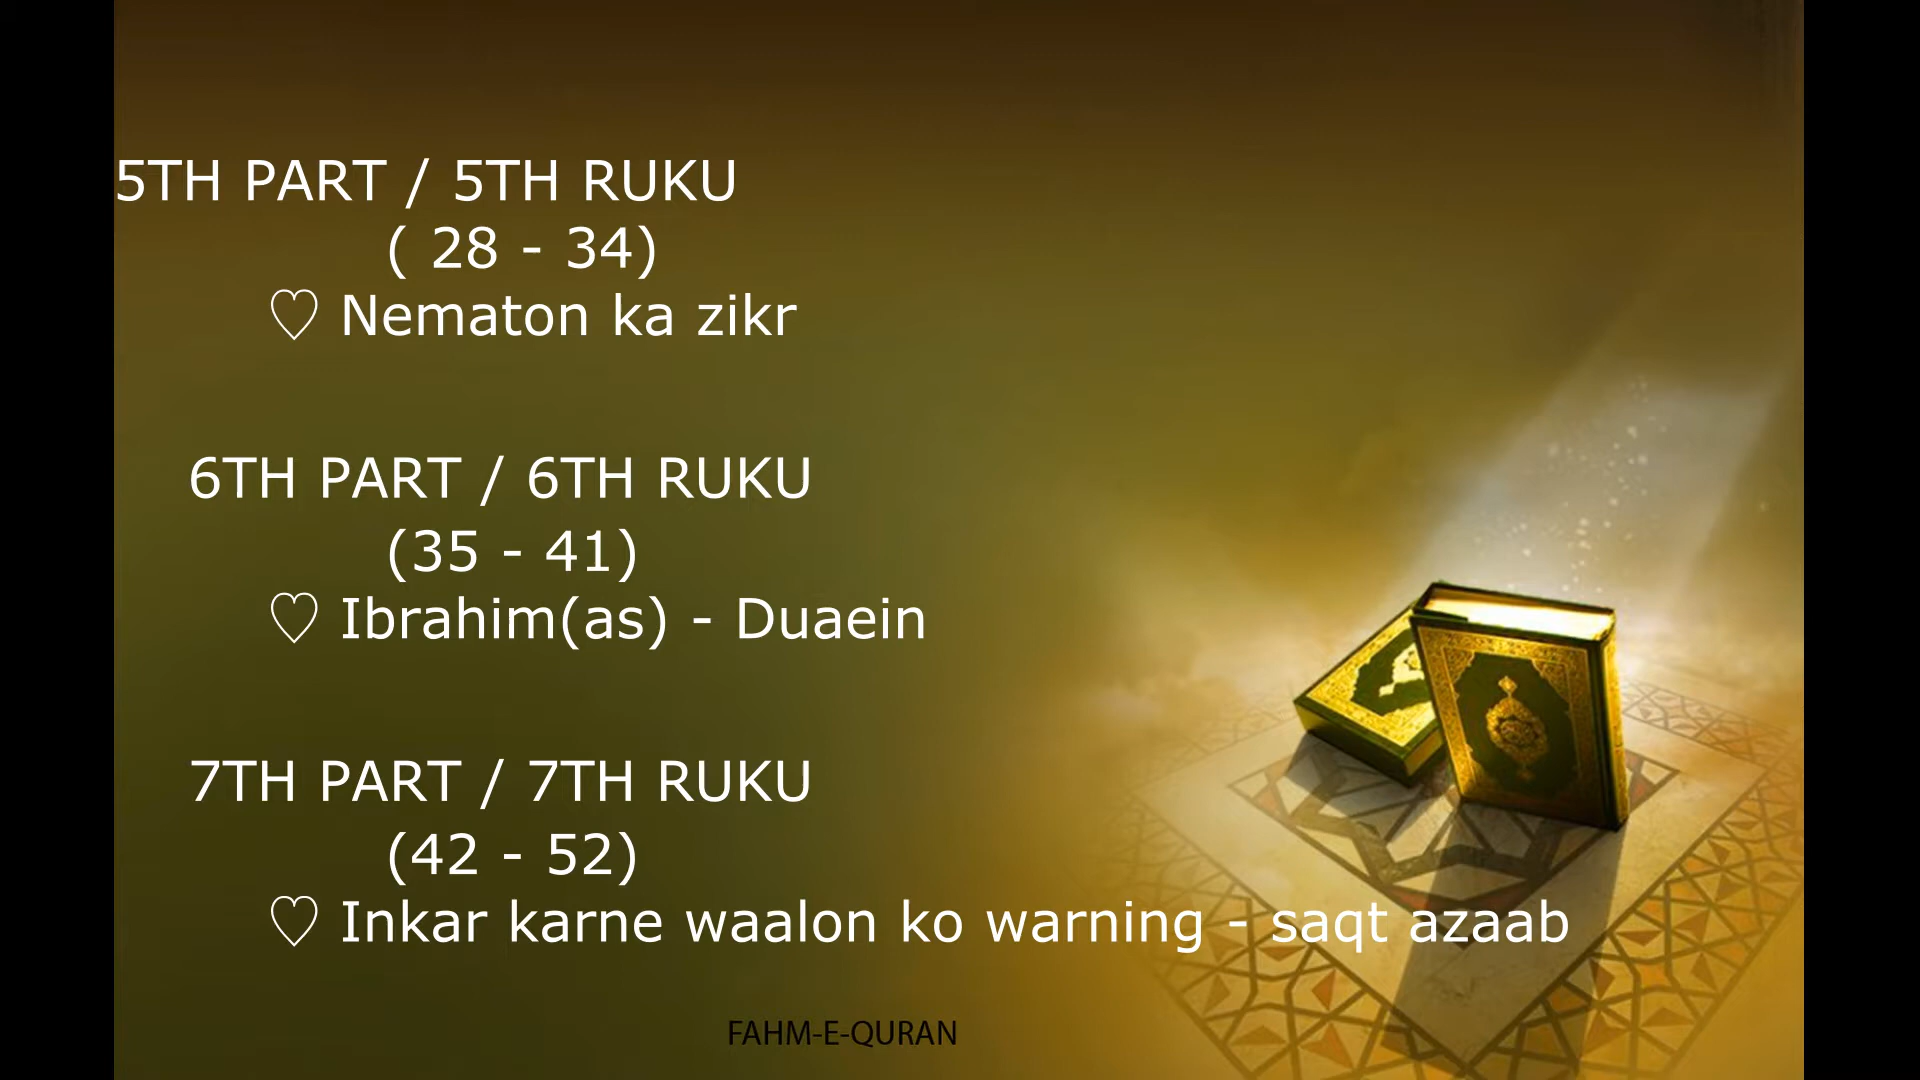 5TH PART / 5TH RUKU
( 28 - 34)
♡ Nematon ka zikr
6TH PART / 6TH RUKU
(35 - 41)
♡ Ibrahim(as) - Duaein
7TH PART / 7TH RUKU
(42 - 52)
♡ Inkar karne waalon ko warning - saqt azaab
FAHM-E-QURAN